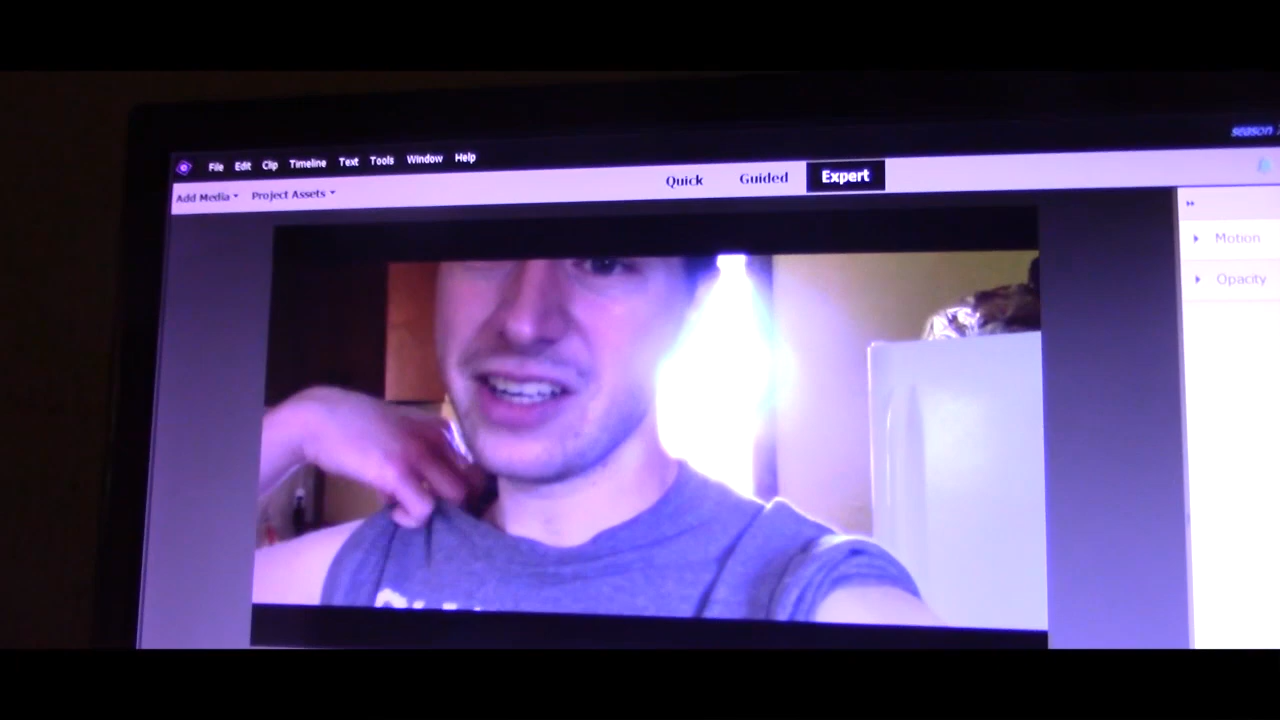 season
File Edit Clip Timeline Text Tools Window Help
Add Media Project Assets Quick Guided Expert
Motion
Opacity